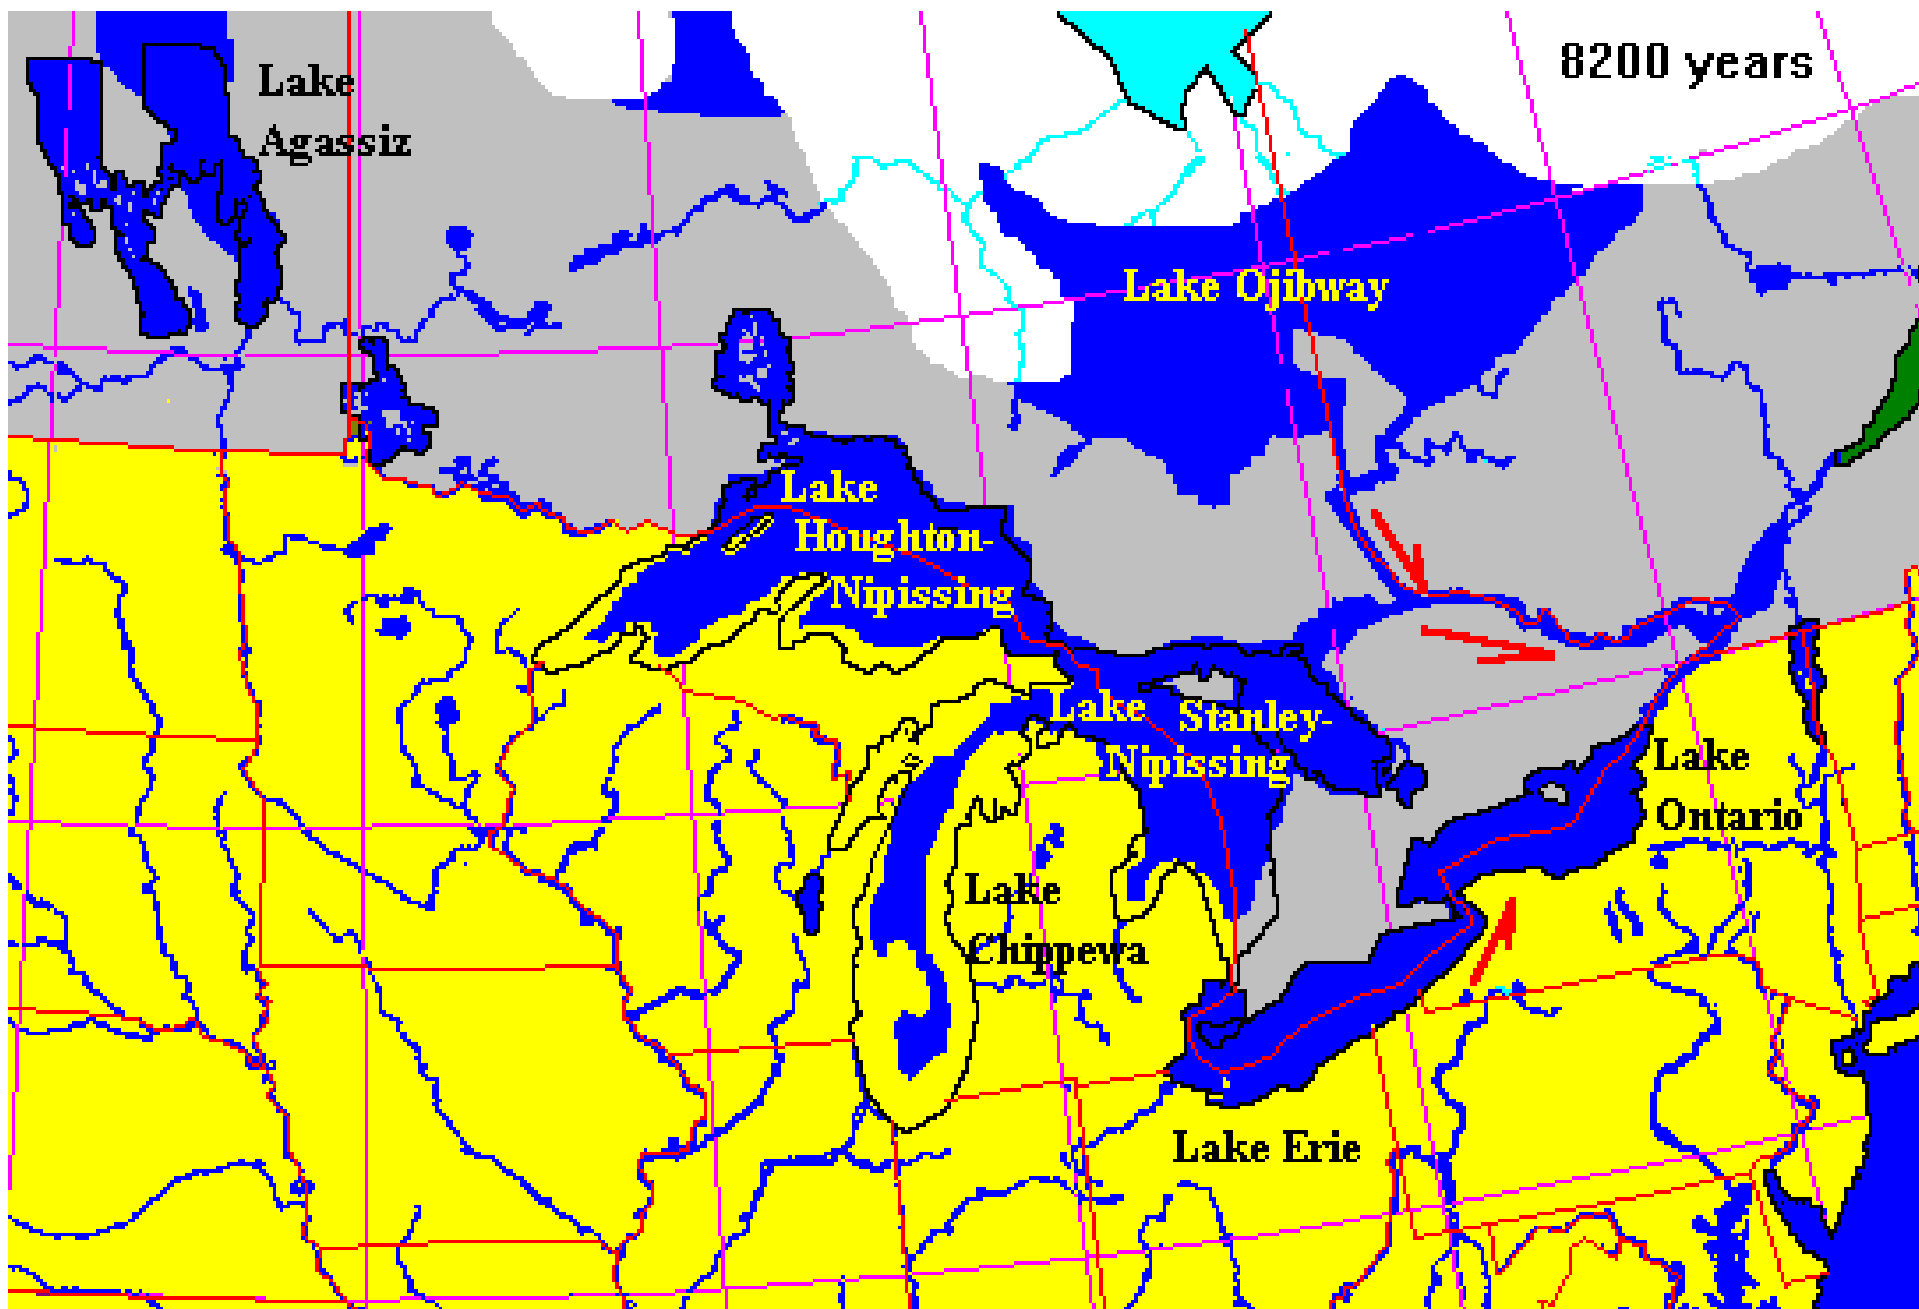 8200 years
Lake
Agassiz
Lake Ojibway
Lake
Houghton-
Nipissing
Lake Stanley-
Nipissing
Lake
Ontario
Lake
Chippewa
Lake Erie